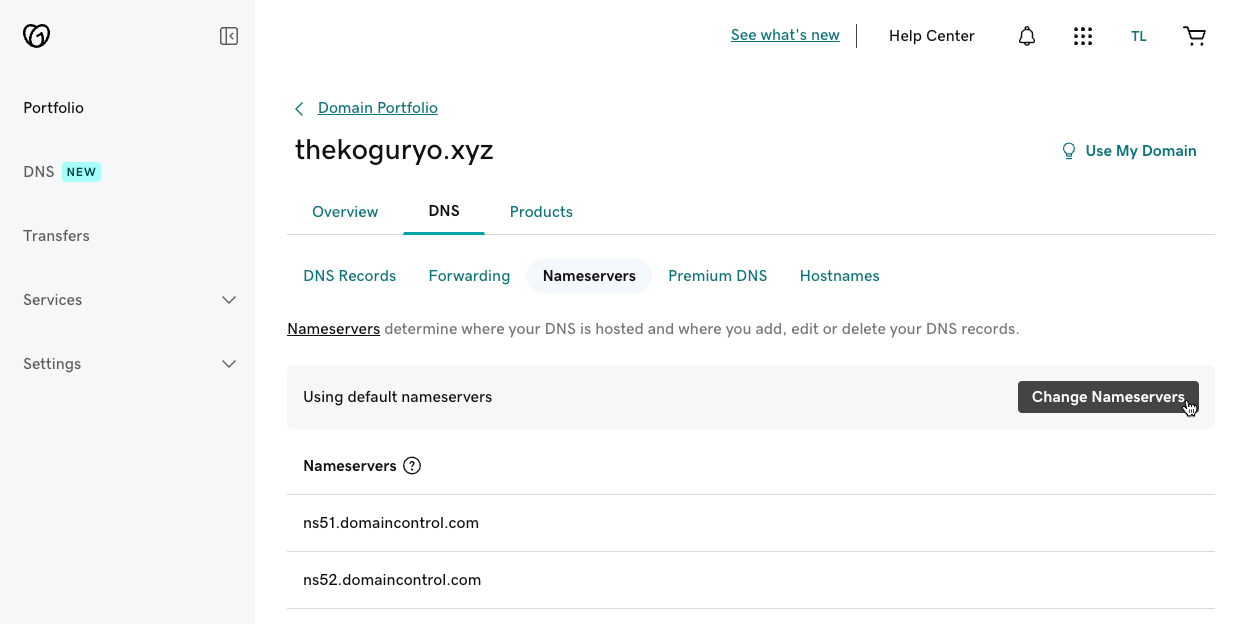 See what's new
Help Center
TL
Portfolio
DNS NEW
Transfers
Services
Settings
Domain Portfolio
thekoguryo.xyz
Use My Domain
Overview DNS Products
DNS Records Forwarding Nameservers Premium DNS Hostnames
Nameservers determine where your DNS is hosted and where you add, edit or delete your DNS records.
Using default nameservers
Change Nameservers
Nameservers ?
ns51.domaincontrol.com
ns52.domaincontrol.com